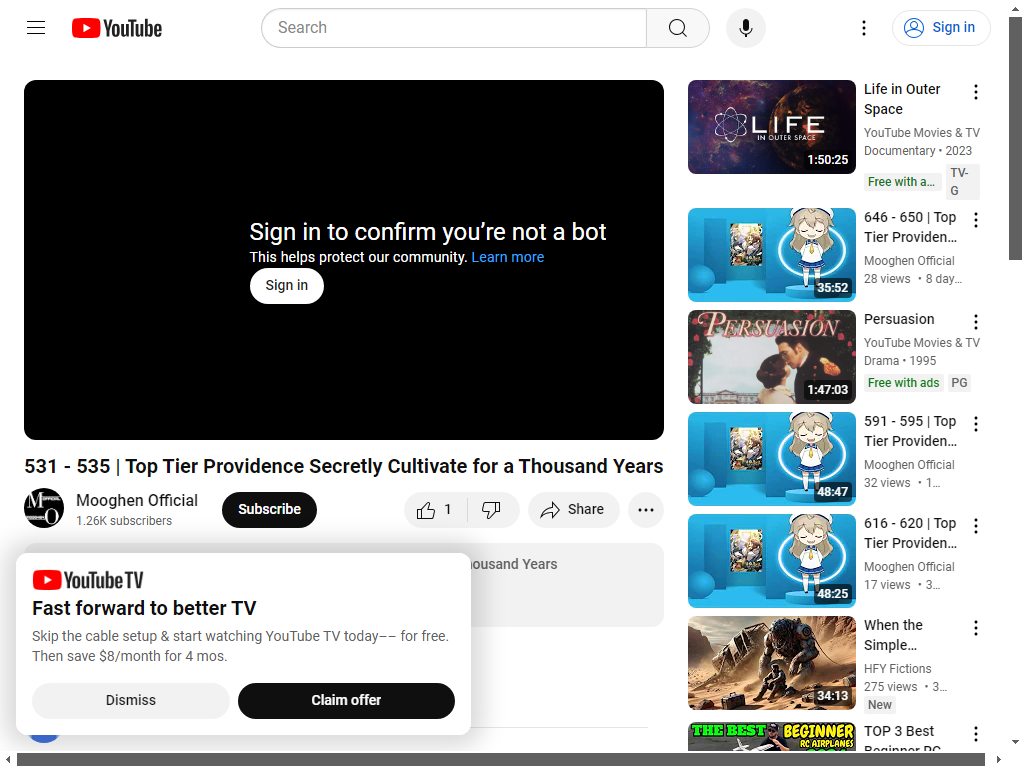 YouTube
Search
Sign in
Sign in to confirm you’re not a bot
This helps protect our community. Learn more
Sign in
531 - 535 | Top Tier Providence Secretly Cultivate for a Thousand Years
Mooghen Official
1.26K subscribers
Subscribe
1
Share
ousand Years
YouTube TV
Fast forward to better TV
Skip the cable setup & start watching YouTube TV today–– for free.
Then save $8/month for 4 mos.
Dismiss
Claim offer
LIFE
IN OUTER SPACE
1:50:25
Life in Outer
Space
YouTube Movies & TV
Documentary • 2023
Free with a...
TV-
G
35:52
646 - 650 | Top
Tier Providen...
Mooghen Official
28 views • 8 day...
PERSUASION
1:47:03
Persuasion
YouTube Movies & TV
Drama • 1995
Free with ads
PG
48:47
591 - 595 | Top
Tier Providen...
Mooghen Official
32 views • 1...
48:25
616 - 620 | Top
Tier Providen...
Mooghen Official
17 views • 3...
34:13
When the
Simple...
HFY Fictions
275 views • 3...
New
THE BEST BEGINNER
RC AIRPLANES
TOP 3 Best
Beginner RC